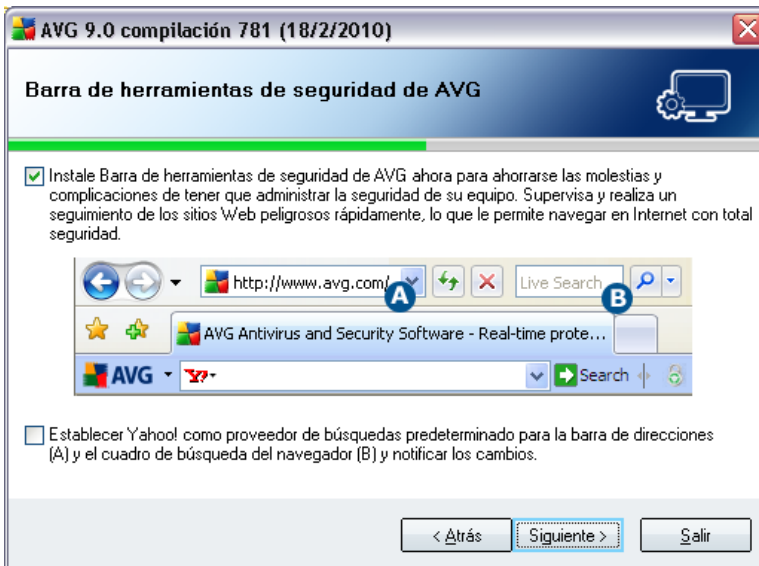 AVG 9.0 compilación 781 (18/2/2010)
Barra de herramientas de seguridad de AVG
Instale Barra de herramientas de seguridad de AVG ahora para ahorrarse las molestias y
complicaciones de tener que administrar la seguridad de su equipo. Supervisa y realiza un
seguimiento de los sitios Web peligrosos rápidamente, lo que le permite navegar en Internet con total
seguridad.
http://www.avg.com/
A
Live Search
B
AVG Antivirus and Security Software - Real-time prote...
AVG
Y!
Search
Establecer Yahoo! como proveedor de búsquedas predeterminado para la barra de direcciones
(A) y el cuadro de búsqueda del navegador (B) y notificar los cambios.
< Atrás
Siguiente >
Salir